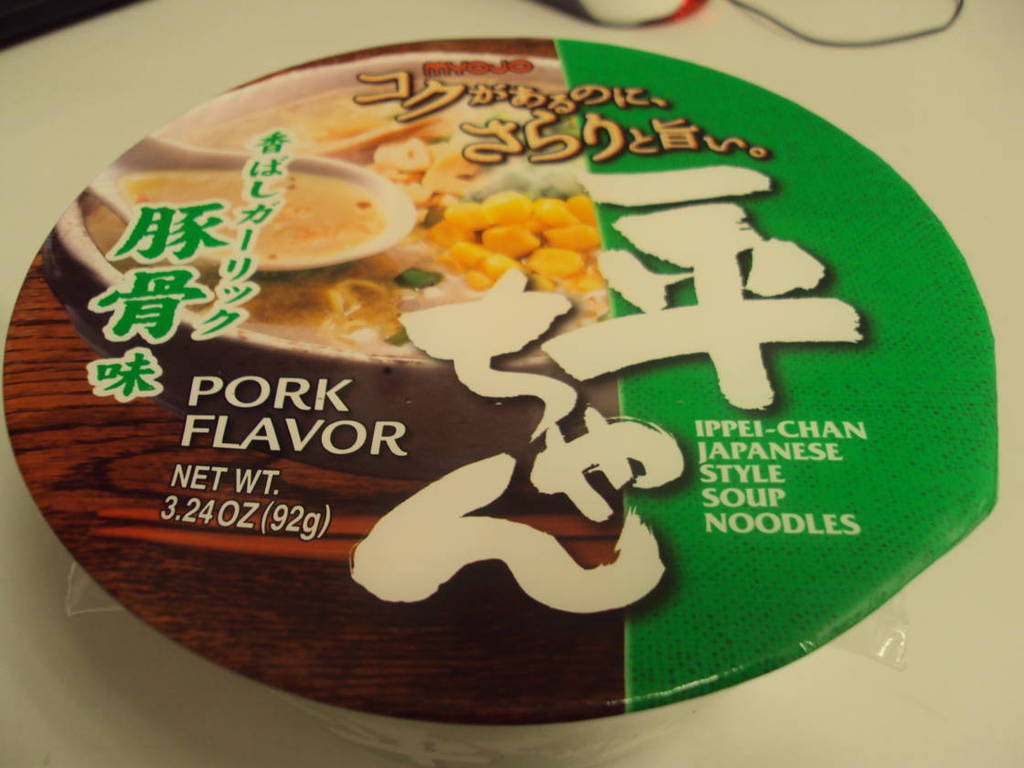 MYOJO
コクがあるのに、
さらりと旨い。
一平ちゃん
香ばしガーリック
豚骨味
PORK
FLAVOR
NET WT.
3.24 OZ (92g)
IPPEI-CHAN
JAPANESE
STYLE
SOUP
NOODLES